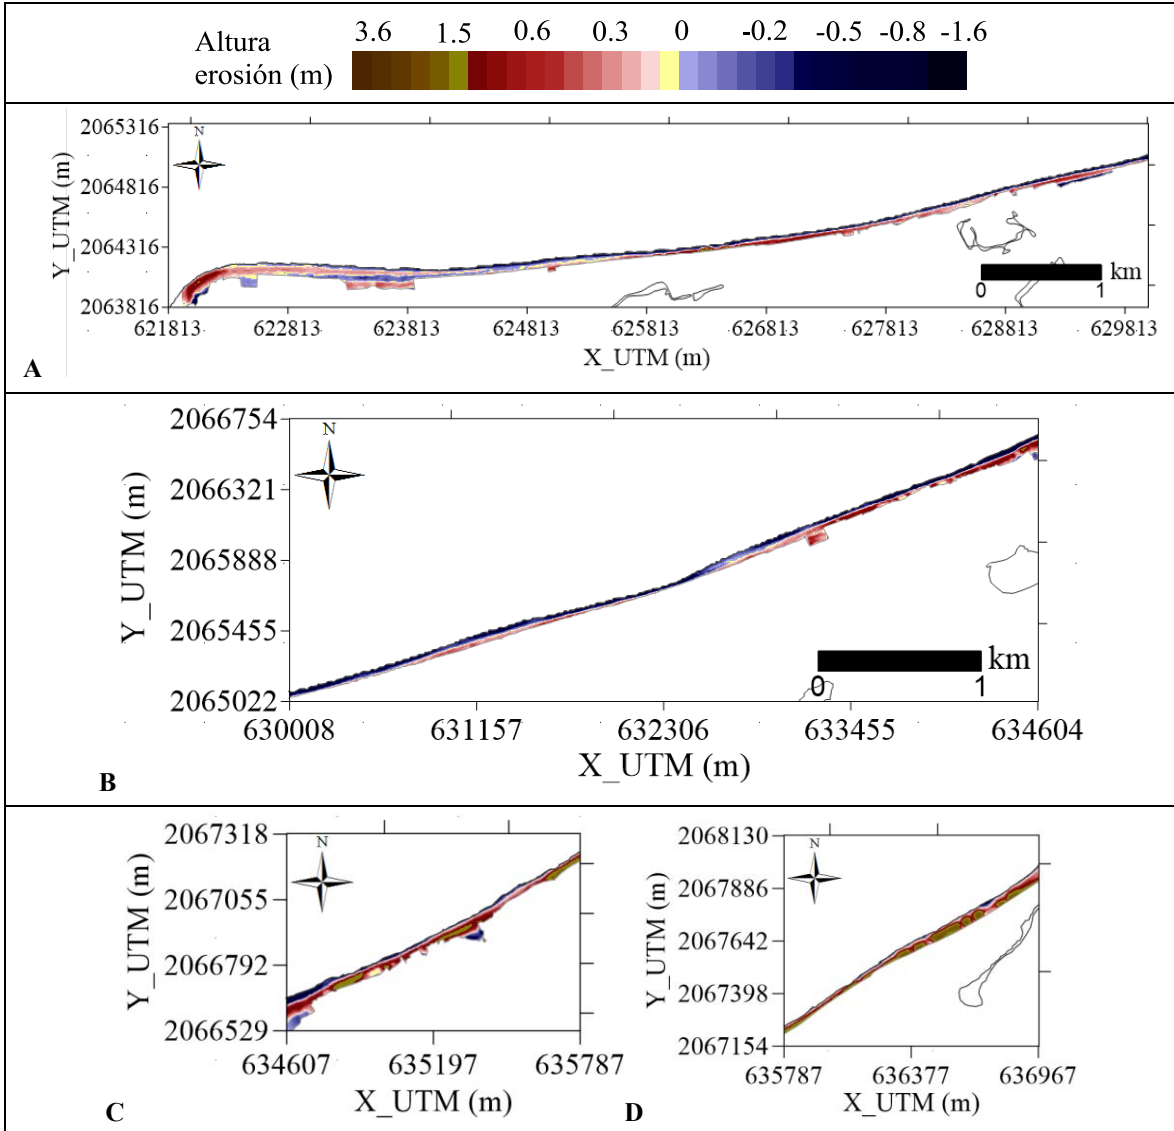 3.6 1.5 0.6 0.3 0 -0.2 -0.5 -0.8 -1.6
Altura
erosión (m)
N
2065316
2064816
2064316
2063816
Y_UTM (m)
km
0 1
621813 622813 623813 624813 625813 626813 627813 628813 629813
X_UTM (m)
A
2066754
N
2066321
2065888
2065455
2065022
Y_UTM (m)
km
0 1
630008 631157 632306 633455 634604
X_UTM (m)
B
2067318
N
2067055
2066792
2066529
Y_UTM (m)
634607 635197 635787
X_UTM (m)
C
2068130
N
2067886
2067642
2067398
2067154
Y_UTM (m)
635787 636377 636967
X_UTM (m)
D